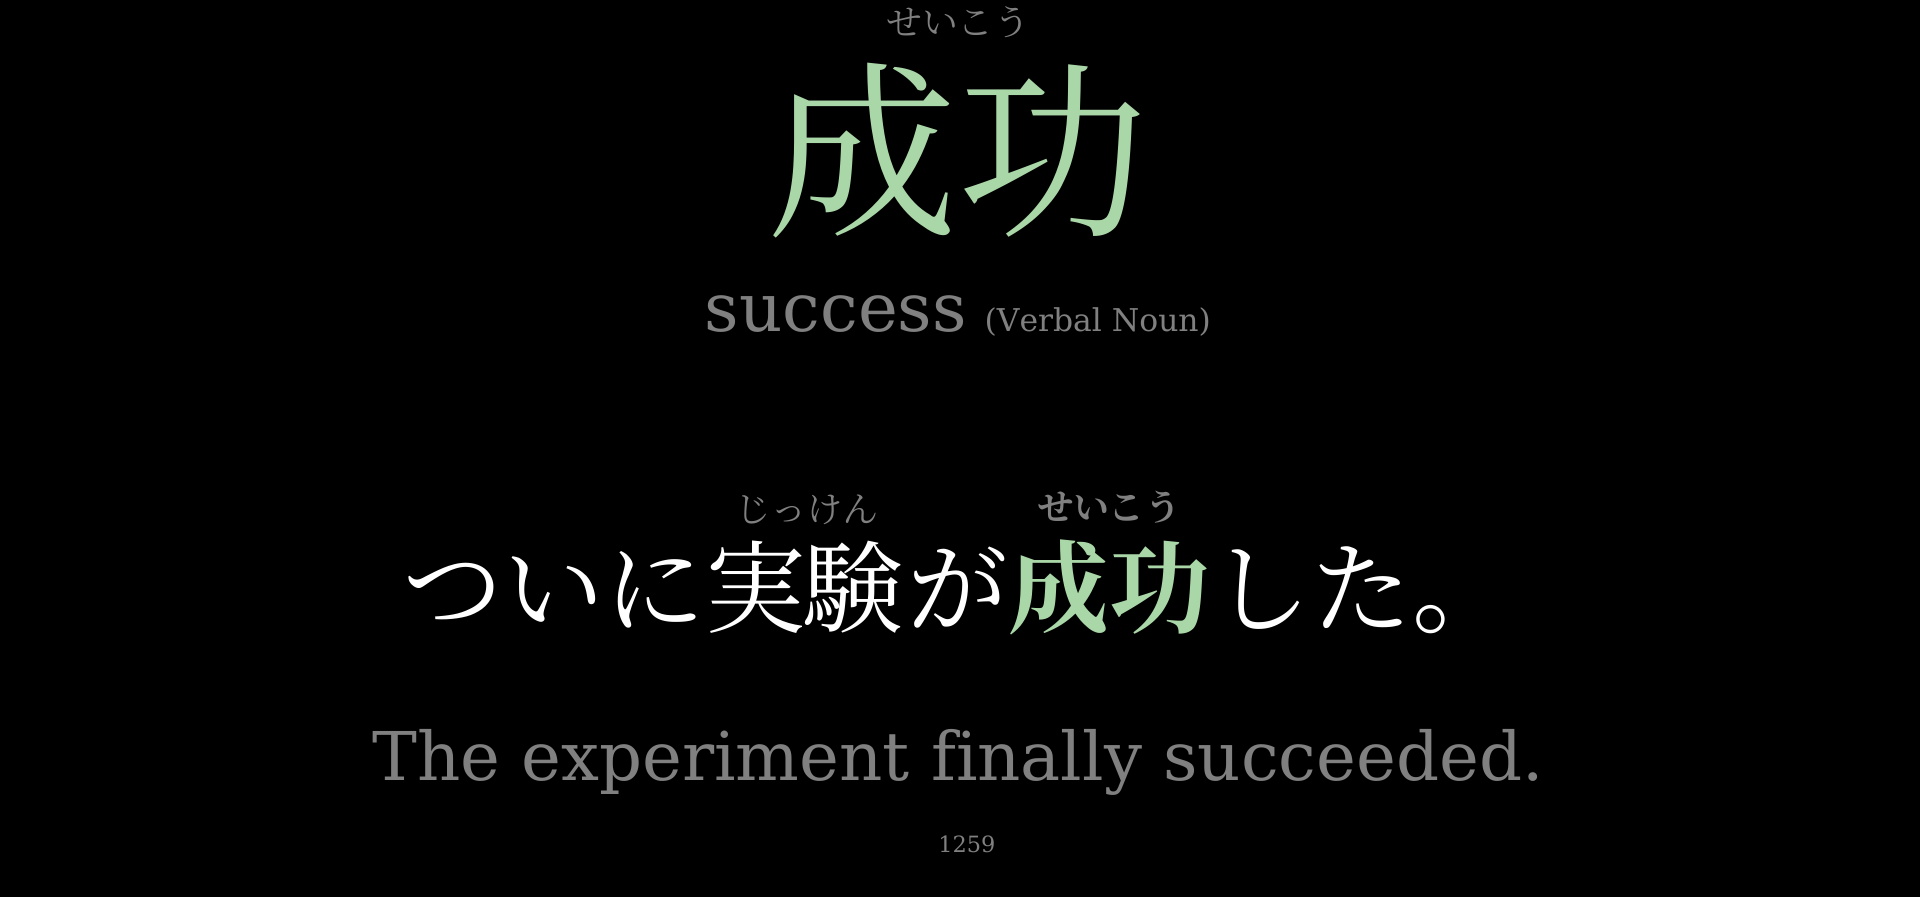 せいこう
成功
success (Verbal Noun)
じっけん せいこう
ついに実験が成功した。
The experiment finally succeeded.
1259